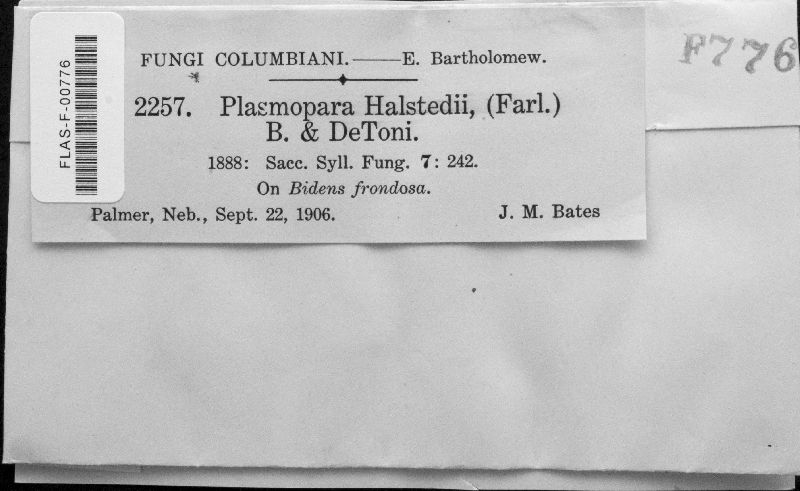 FLAS-F-00776
F776
FUNGI COLUMBIANI.——E. Bartholomew.
2257. Plasmopara Halstedii, (Farl.)
B. & DeToni.
1888: Sacc. Syll. Fung. 7: 242.
On Bidens frondosa.
Palmer, Neb., Sept. 22, 1906. J. M. Bates